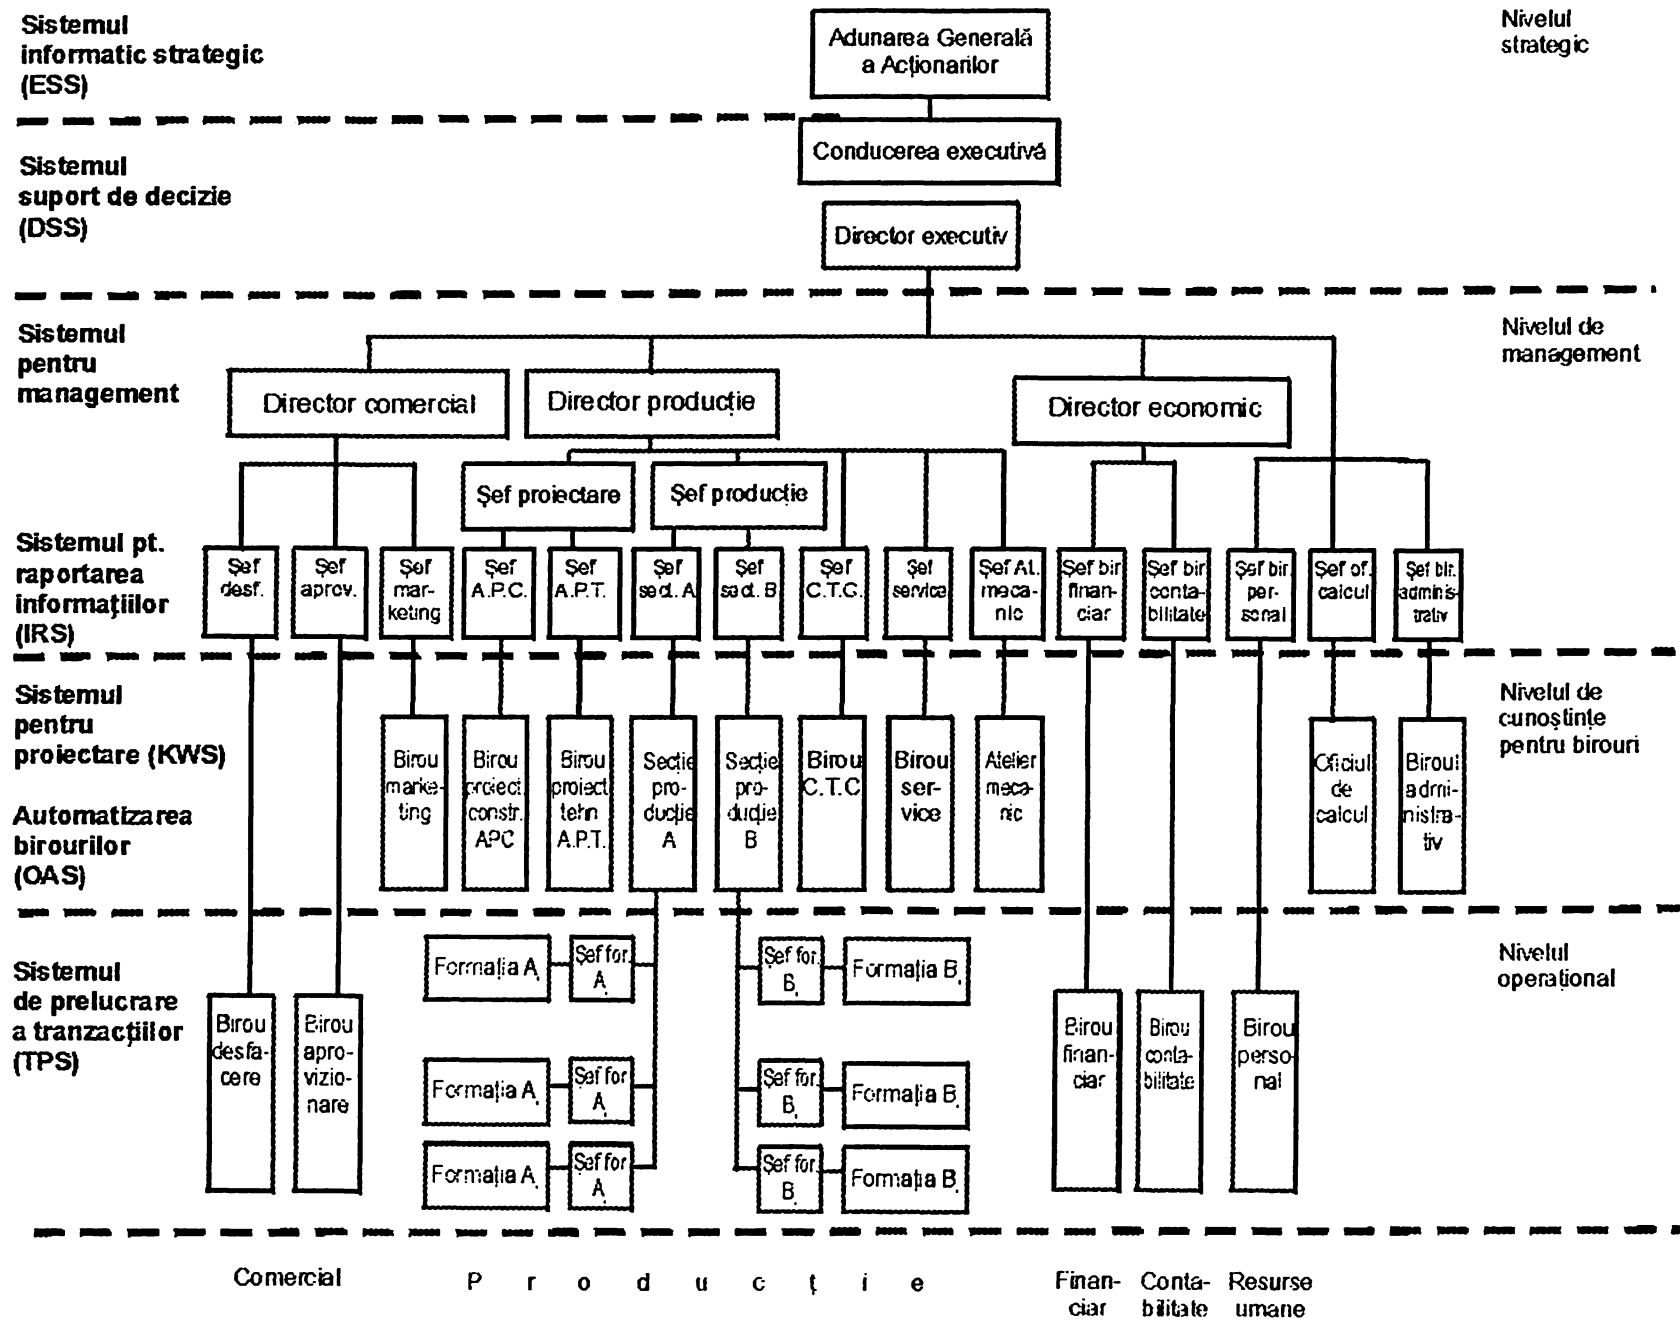 Sistemul
informatic strategic
(ESS)
Adunarea Generală
a Acționarilor
Nivelul
strategic
Conducerea executivă
Sistemul
suport de decizie
(DSS)
Director executiv
Sistemul
pentru
management
Nivelul de
management
Director comercial
Director producție
Director economic
Șef proiectare
Șef producție
Sistemul pt.
raportarea
informațiilor
(IRS)
Șef
desf.
Șef
aprov.
Șef
mar-
keting
Șef
A.P.C.
Șef
A.P.T.
Șef
sect. A
Șef
sect. B
Șef
C.T.C.
Șef
service
Șef At.
meca-
nic
Șef bir.
finan-
ciar
Șef bir.
conta-
bilitate
Șef bir.
per-
sonal
Șef of.
calcul
Șef bir.
adminis-
trativ
Sistemul
pentru
proiectare (KWS)
Automatizarea
birourilor
(OAS)
Nivelul de
cunoștințe
pentru birouri
Birou
marke-
ting
Birou
proiect.
constr.
APC
Birou
proiect
tehn
A.P.T.
Secție
pro-
ducție
A
Secție
pro-
ducție
B
Birou
C.T.C
Birou
ser-
vice
Atelier
meca-
nic
Oficiul
de
calcul
Biroul
admi-
nistra-
tiv
Sistemul
de prelucrare
a tranzacțiilor
(TPS)
Nivelul
operațional
Birou
desfa-
cere
Birou
apro-
vizio-
nare
Formația A,
Șef for.
A,
Șef for.
B,
Formația B,
Formația A,
Șef for.
A,
Șef for.
B,
Formația B,
Formația A,
Șef for.
A,
Șef for.
B,
Formația B,
Birou
finan-
ciar
Birou
conta-
bilitate
Birou
perso-
nal
Comercial
P r o d u c ț i e
Finan-
ciar
Conta-
bilitate
Resurse
umane